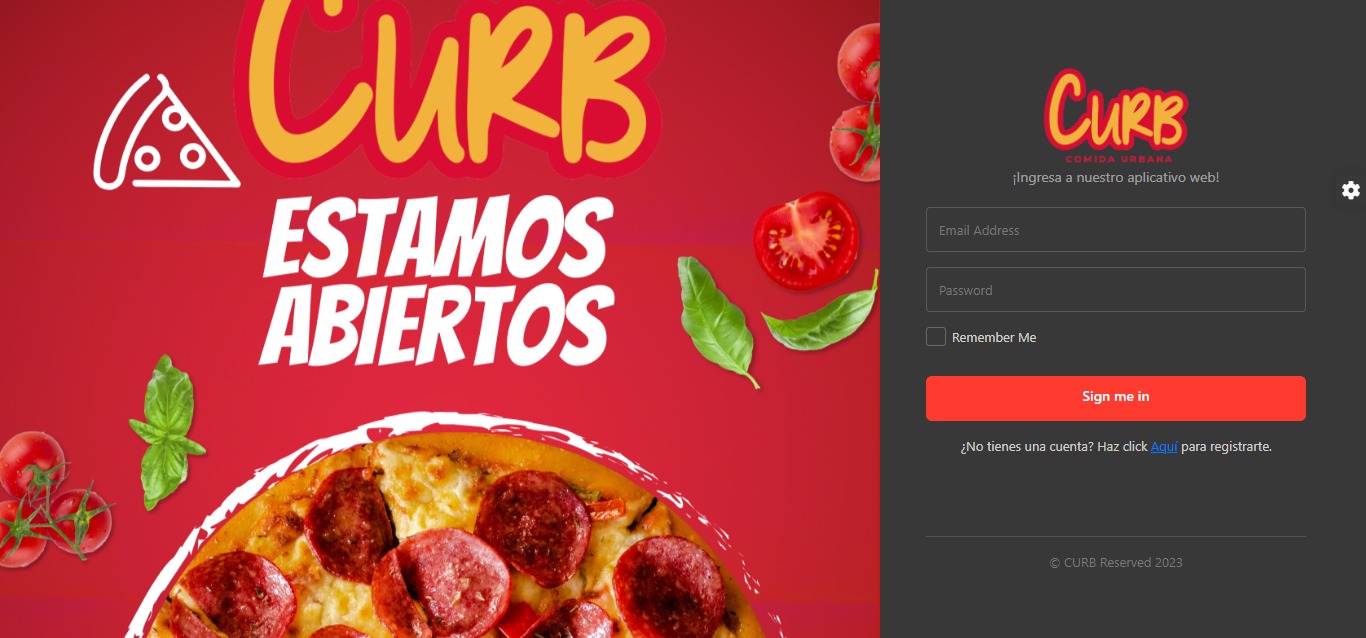 CURB
ESTAMOS
ABIERTOS
CURB
COMIDA URBANA
¡Ingresa a nuestro aplicativo web!
Email Address
Password
Remember Me
Sign me in
¿No tienes una cuenta? Haz click Aquí para registrarte.
© CURB Reserved 2023